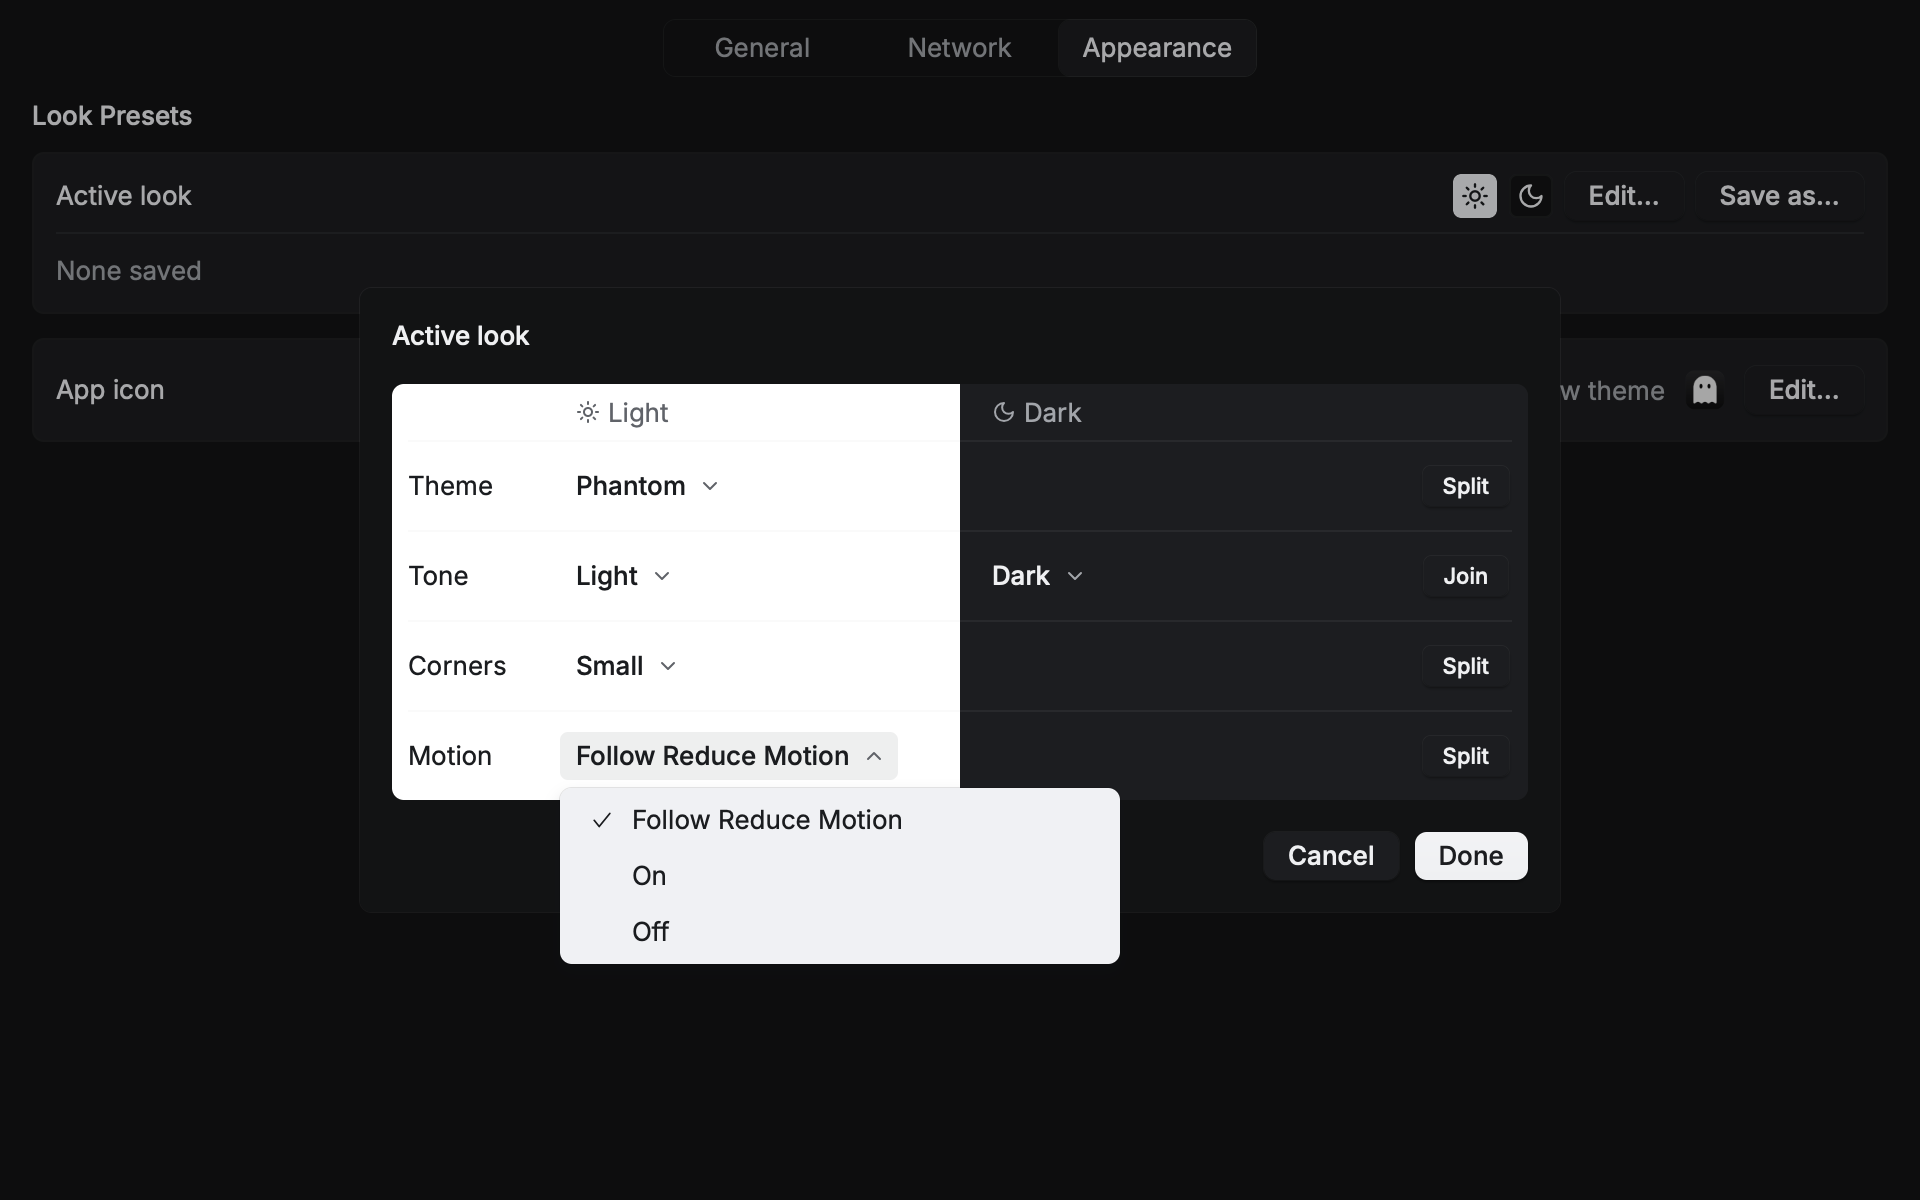 General Network Appearance
Look Presets
Active look Edit... Save as...
None saved
App icon w theme Edit...
Active look
Light Dark
Theme Phantom Split
Tone Light Dark Join
Corners Small Split
Motion Follow Reduce Motion Split
Follow Reduce Motion
On
Off
Cancel Done